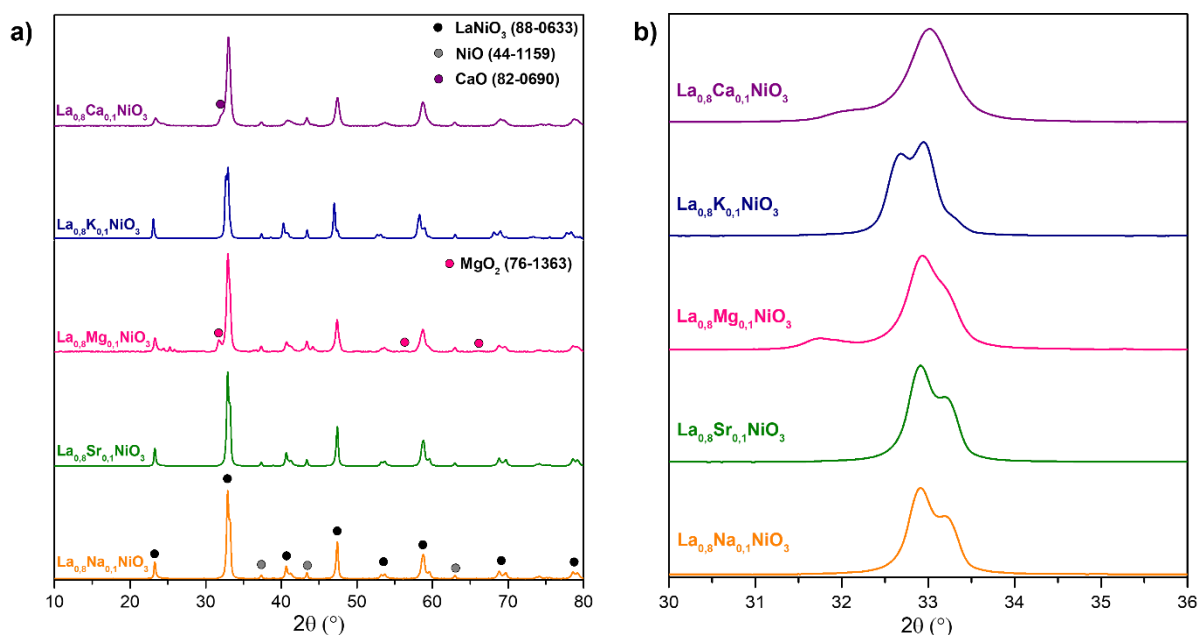 a)
LaNiO₃ (88-0633)
NiO (44-1159)
CaO (82-0690)
La₀,₈Ca₀,₁NiO₃
La₀,₈K₀,₁NiO₃
MgO₂ (76-1363)
La₀,₈Mg₀,₁NiO₃
La₀,₈Sr₀,₁NiO₃
La₀,₈Na₀,₁NiO₃
10 20 30 40 50 60 70 80
2θ (°)
b)
La₀,₈Ca₀,₁NiO₃
La₀,₈K₀,₁NiO₃
La₀,₈Mg₀,₁NiO₃
La₀,₈Sr₀,₁NiO₃
La₀,₈Na₀,₁NiO₃
30 31 32 33 34 35 36
2θ (°)